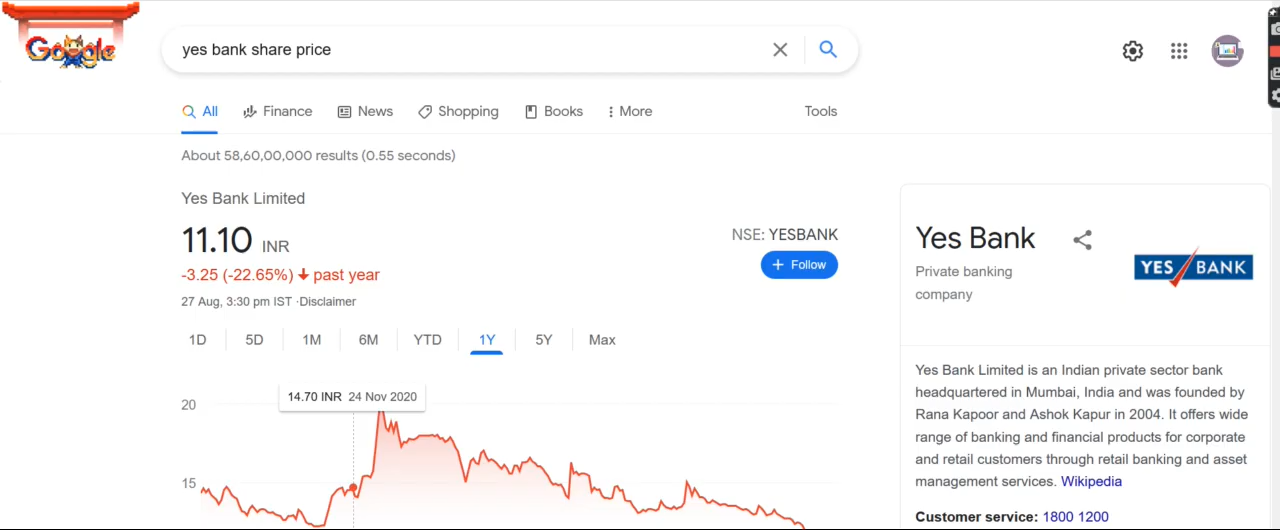 Google
yes bank share price
All Finance News Shopping Books More Tools
About 58,60,00,000 results (0.55 seconds)
Yes Bank Limited
11.10 INR
-3.25 (-22.65%) past year
27 Aug, 3:30 pm IST ·Disclaimer
NSE: YESBANK
+ Follow
1D 5D 1M 6M YTD 1Y 5Y Max
14.70 INR 24 Nov 2020
20
15
Yes Bank
Private banking
company
YES BANK
Yes Bank Limited is an Indian private sector bank
headquartered in Mumbai, India and was founded by
Rana Kapoor and Ashok Kapur in 2004. It offers wide
range of banking and financial products for corporate
and retail customers through retail banking and asset
management services. Wikipedia
Customer service: 1800 1200